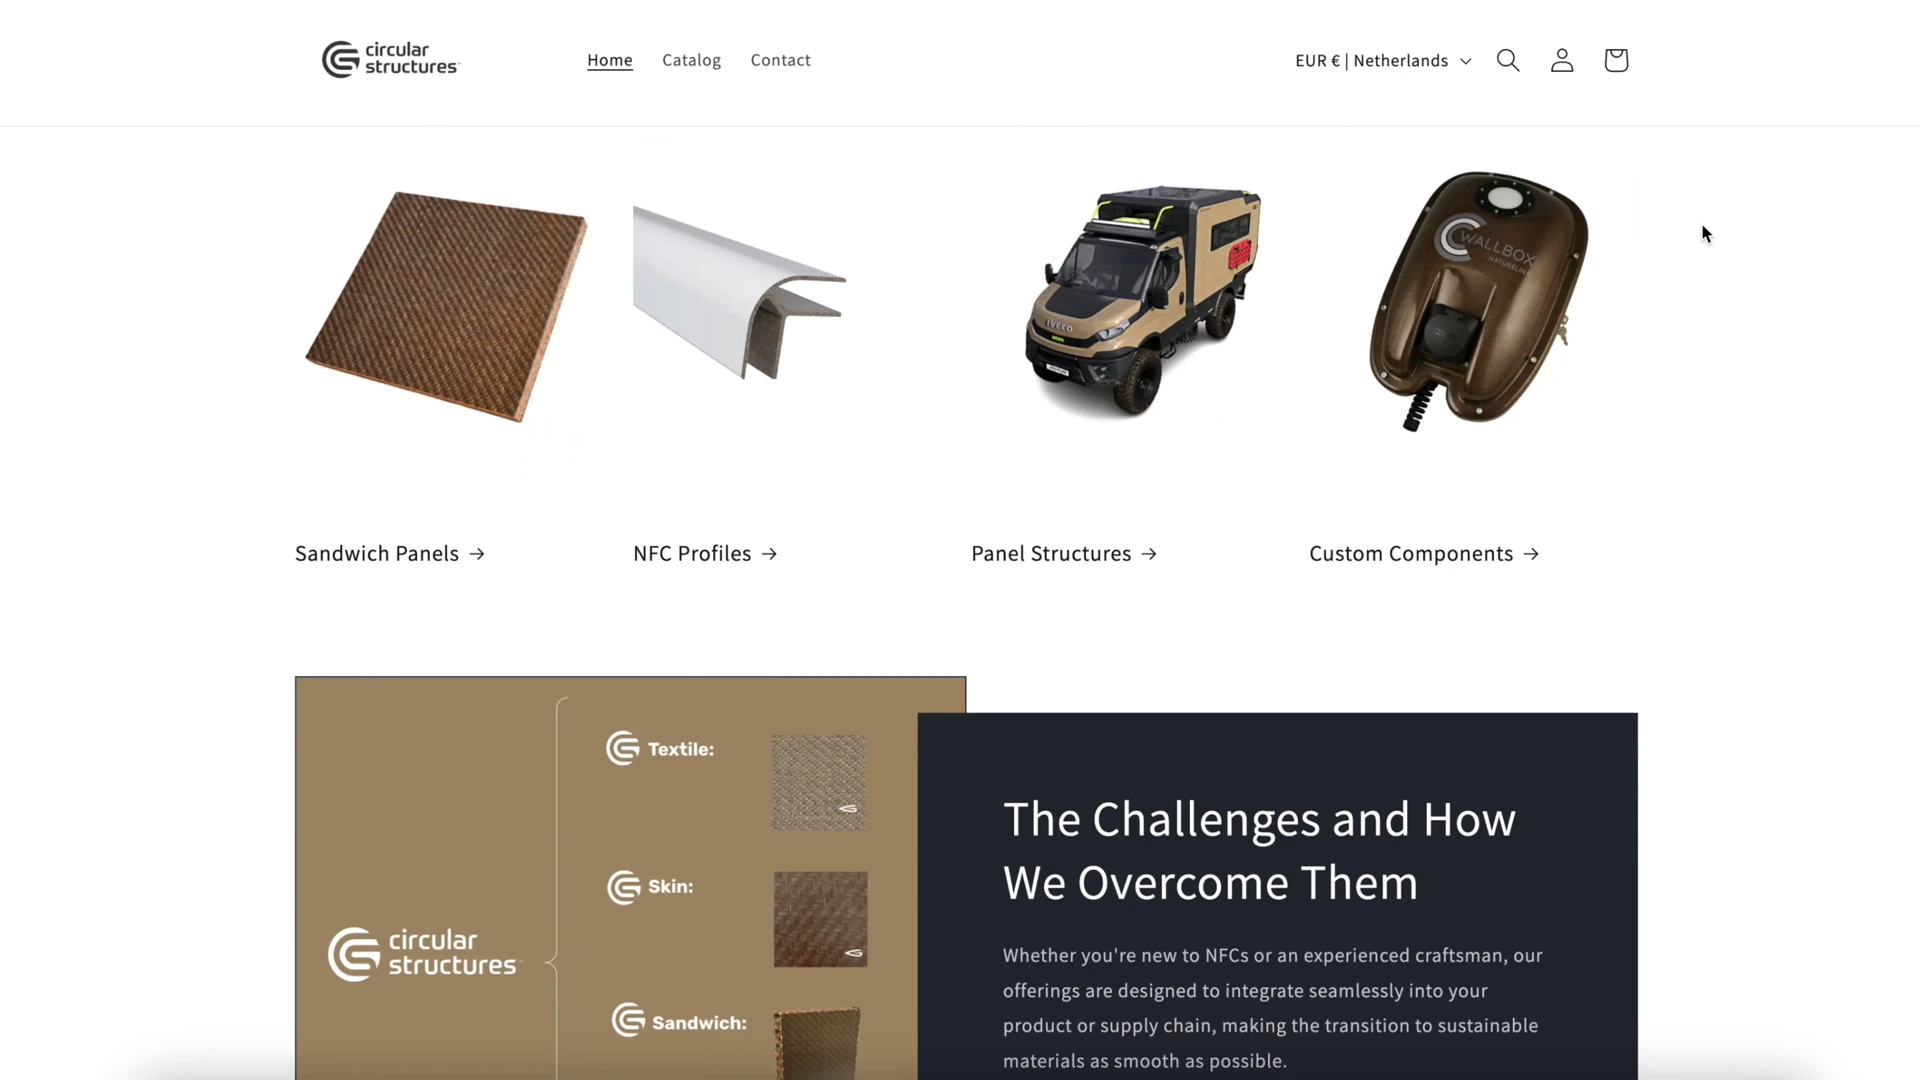 circular
structures
Home
Catalog
Contact
EUR € | Netherlands
IVECO
WALLBOX
Sandwich Panels
NFC Profiles
Panel Structures
Custom Components
Textile:
Skin:
circular
structures
Sandwich:
The Challenges and How
We Overcome Them
Whether you're new to NFCs or an experienced craftsman, our
offerings are designed to integrate seamlessly into your
product or supply chain, making the transition to sustainable
materials as smooth as possible.